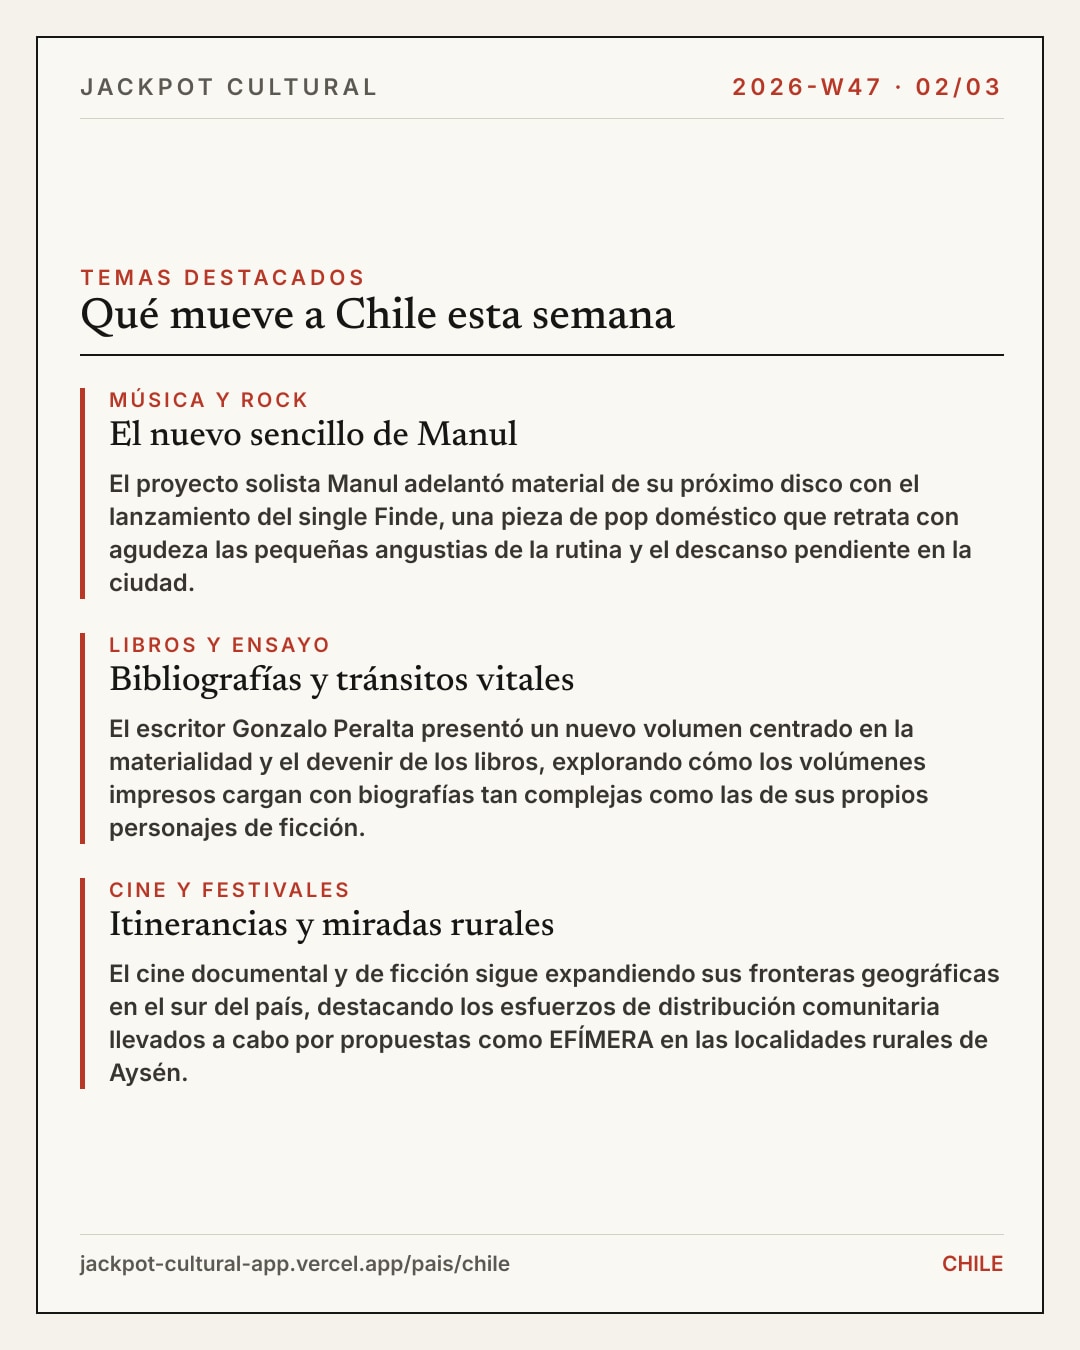 JACKPOT CULTURAL
2026-W47 · 02/03
TEMAS DESTACADOS
Qué mueve a Chile esta semana
MÚSICA Y ROCK
El nuevo sencillo de Manul
El proyecto solista Manul adelantó material de su próximo disco con el
lanzamiento del single Finde, una pieza de pop doméstico que retrata con
agudeza las pequeñas angustias de la rutina y el descanso pendiente en la
ciudad.
LIBROS Y ENSAYO
Bibliografías y tránsitos vitales
El escritor Gonzalo Peralta presentó un nuevo volumen centrado en la
materialidad y el devenir de los libros, explorando cómo los volúmenes
impresos cargan con biografías tan complejas como las de sus propios
personajes de ficción.
CINE Y FESTIVALES
Itinerancias y miradas rurales
El cine documental y de ficción sigue expandiendo sus fronteras geográficas
en el sur del país, destacando los esfuerzos de distribución comunitaria
llevados a cabo por propuestas como EFÍMERA en las localidades rurales de
Aysén.
jackpot-cultural-app.vercel.app/pais/chile
CHILE